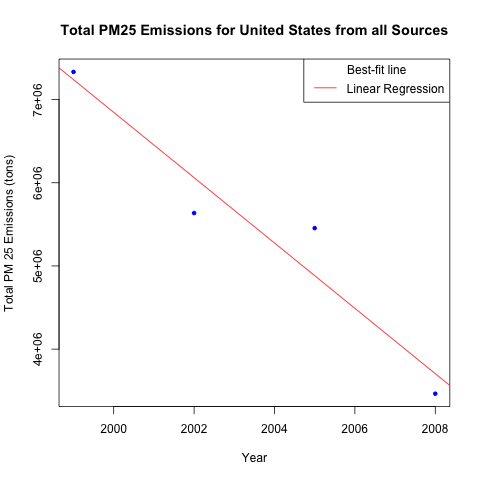 Total PM25 Emissions for United States from all Sources
Best-fit line
Linear Regression
Total PM 25 Emissions (tons)
7e+06
6e+06
5e+06
4e+06
2000 2002 2004 2006 2008
Year